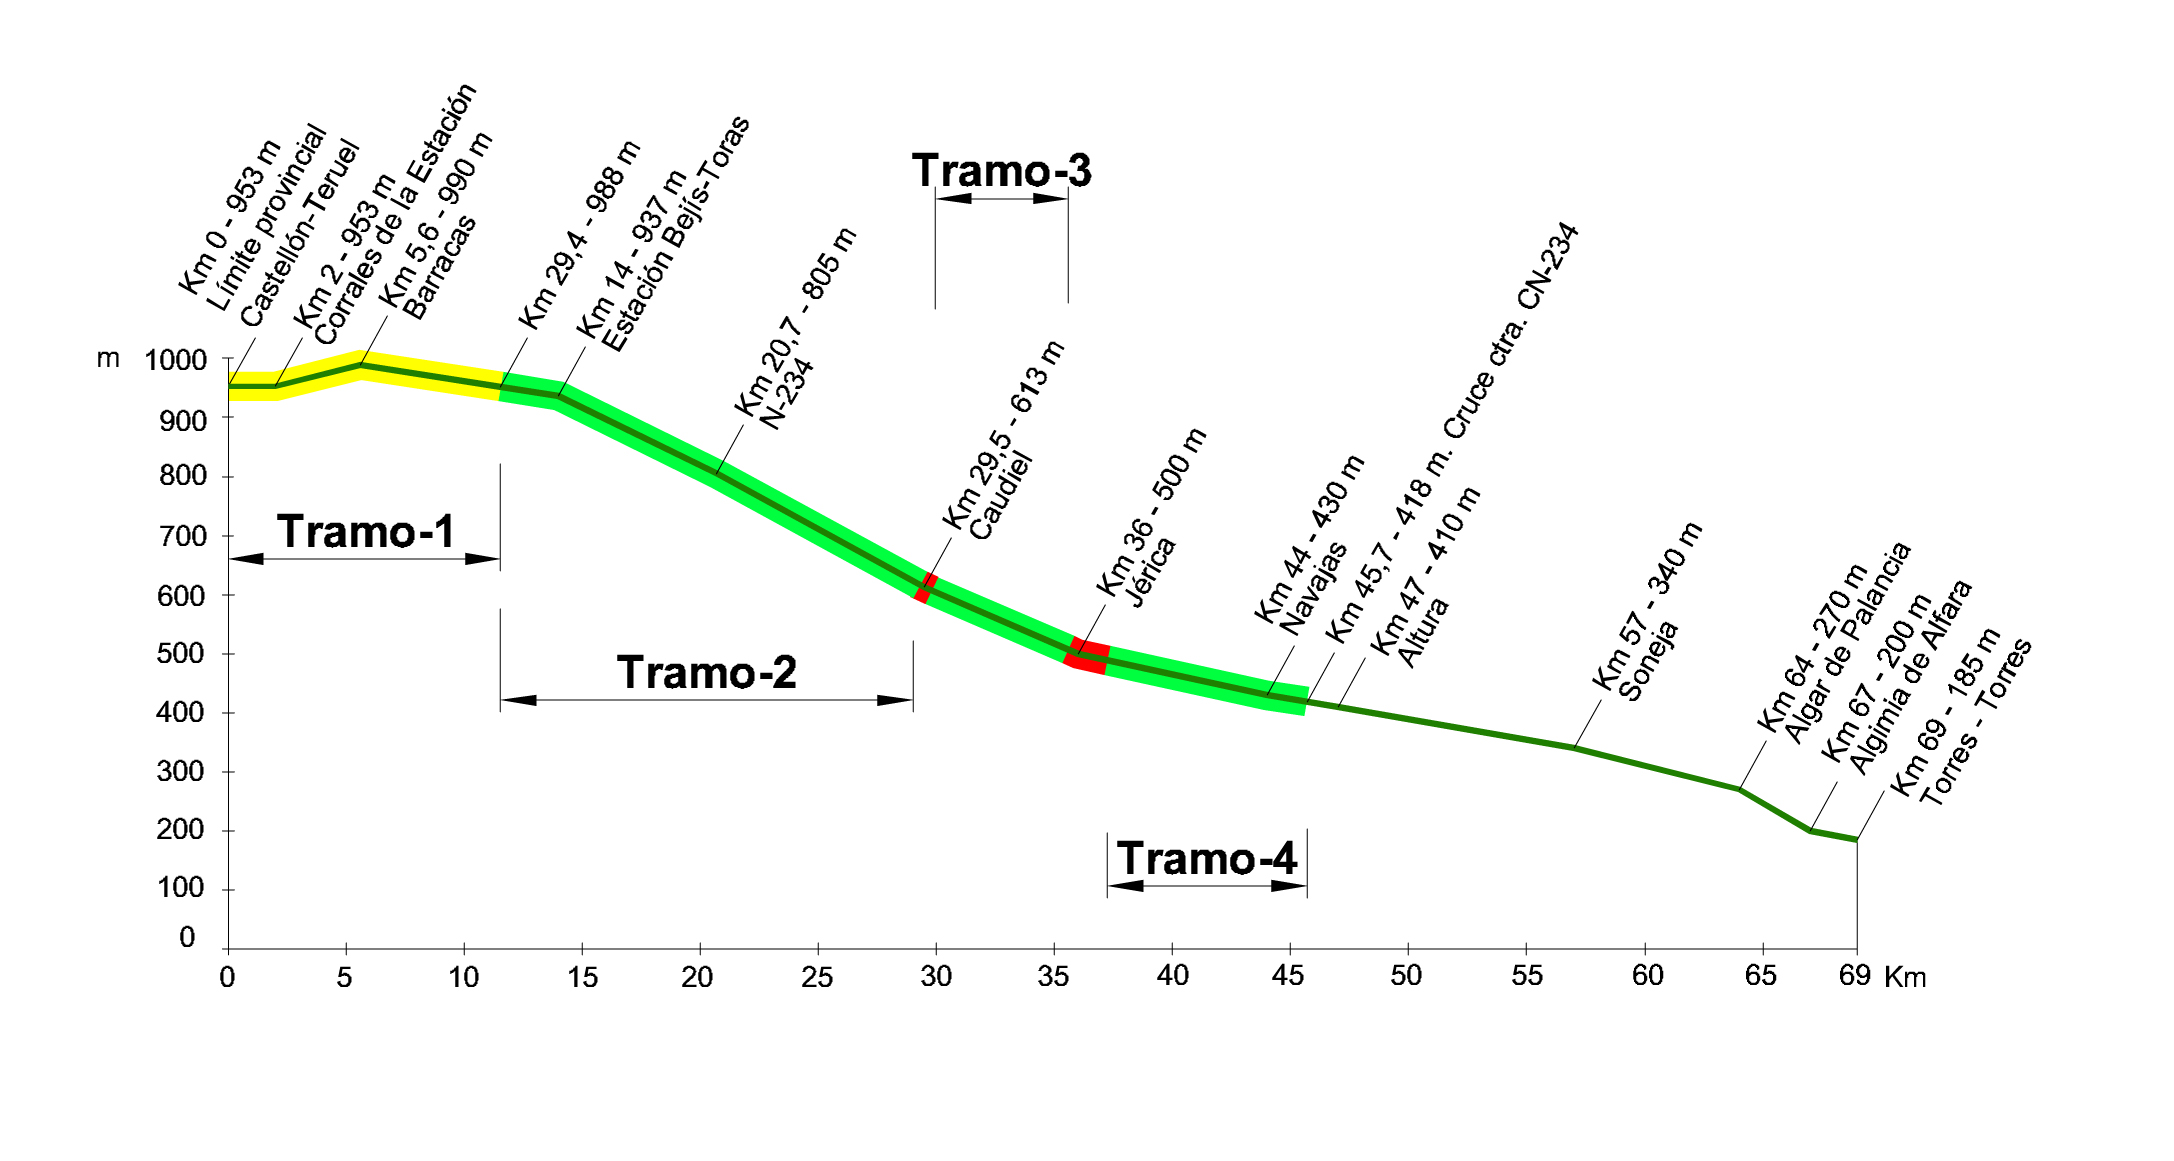 Km 0 - 953 m
Límite provincial
Castellón-Teruel
Km 2 - 953 m
Corrales de la Estación
Km 5,6 - 990 m
Barracas
Km 29,4 - 988 m
Km 14 - 937 m
Estación Bejís-Toras
Km 20,7 - 805 m
N-234
Tramo-3
Km 29,5 - 613 m
Caudiel
Km 36 - 500 m
Jérica
Km 44 - 430 m
Navajas
Km 45,7 - 418 m. Cruce ctra. CN-234
Km 47 - 410 m
Altura
Km 57 - 340 m
Soneja
Km 64 - 270 m
Algar de Palancia
Km 67 - 200 m
Algimia de Alfara
Km 69 - 185 m
Torres - Torres
m
1000
900
800
700
600
500
400
300
200
100
0
Tramo-1
Tramo-2
Tramo-4
0 5 10 15 20 25 30 35 40 45 50 55 60 65 69 Km